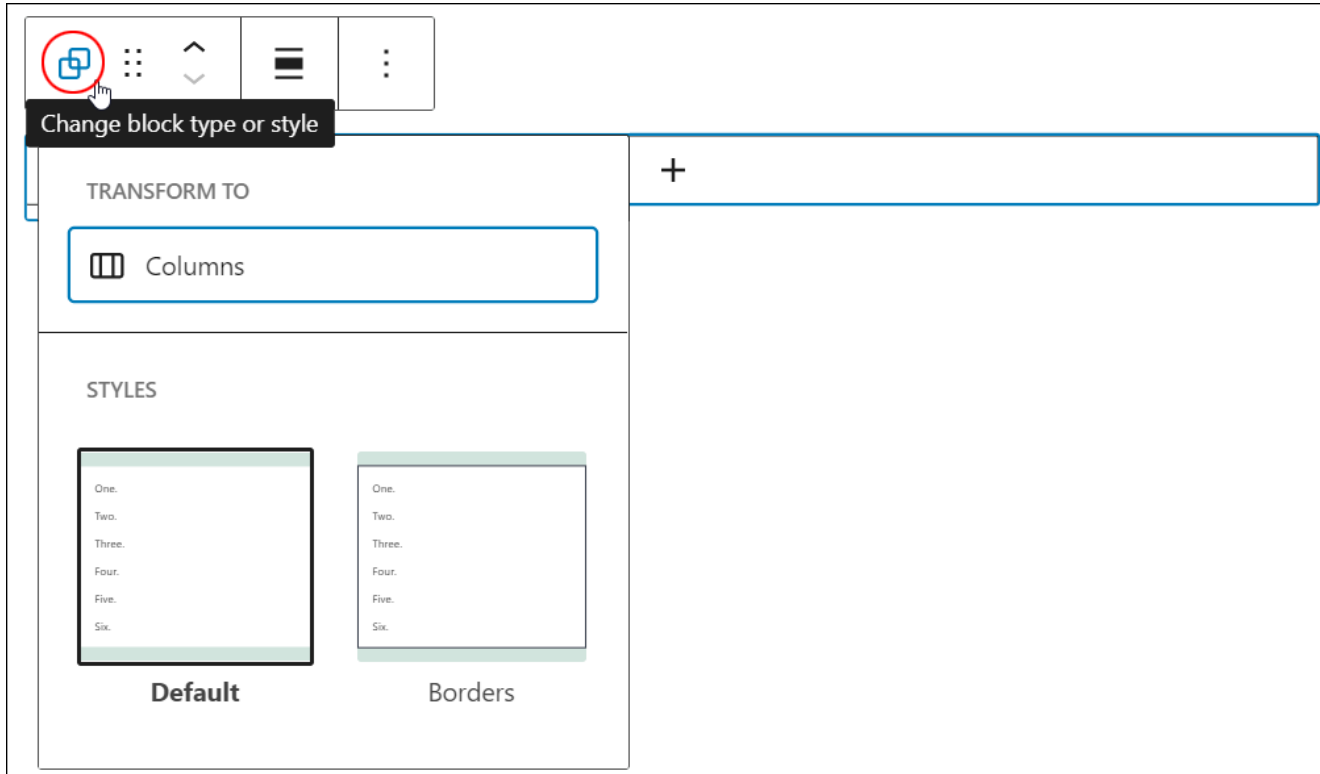 Change block type or style
TRANSFORM TO
Columns
STYLES
One.
Two.
Three.
Four.
Five.
Six.
Default
One.
Two.
Three.
Four.
Five.
Six.
Borders